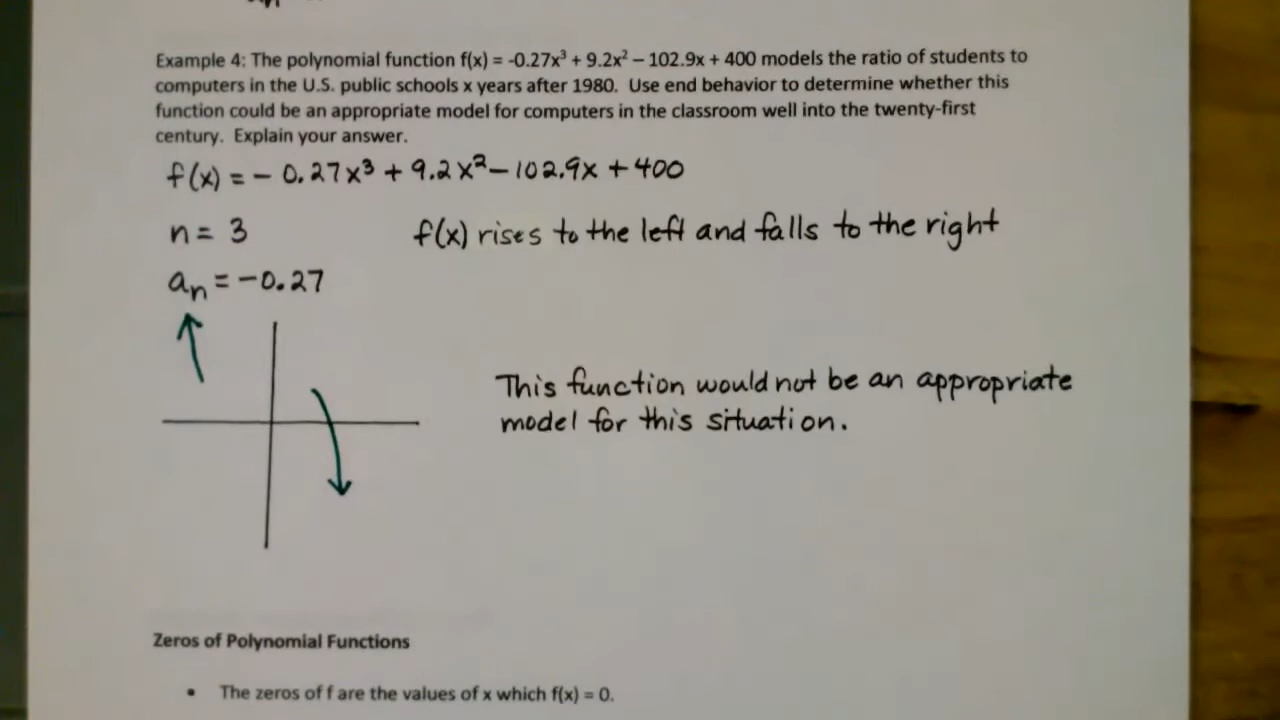 Example 4: The polynomial function f(x) = -0.27x³ + 9.2x² – 102.9x + 400 models the ratio of students to
computers in the U.S. public schools x years after 1980. Use end behavior to determine whether this
function could be an appropriate model for computers in the classroom well into the twenty-first
century. Explain your answer.
f(x) = - 0.27x³ + 9.2x² - 102.9x + 400
n = 3
f(x) rises to the left and falls to the right
aₙ = -0.27
This function would not be an appropriate
model for this situation.
Zeros of Polynomial Functions
• The zeros of f are the values of x which f(x) = 0.